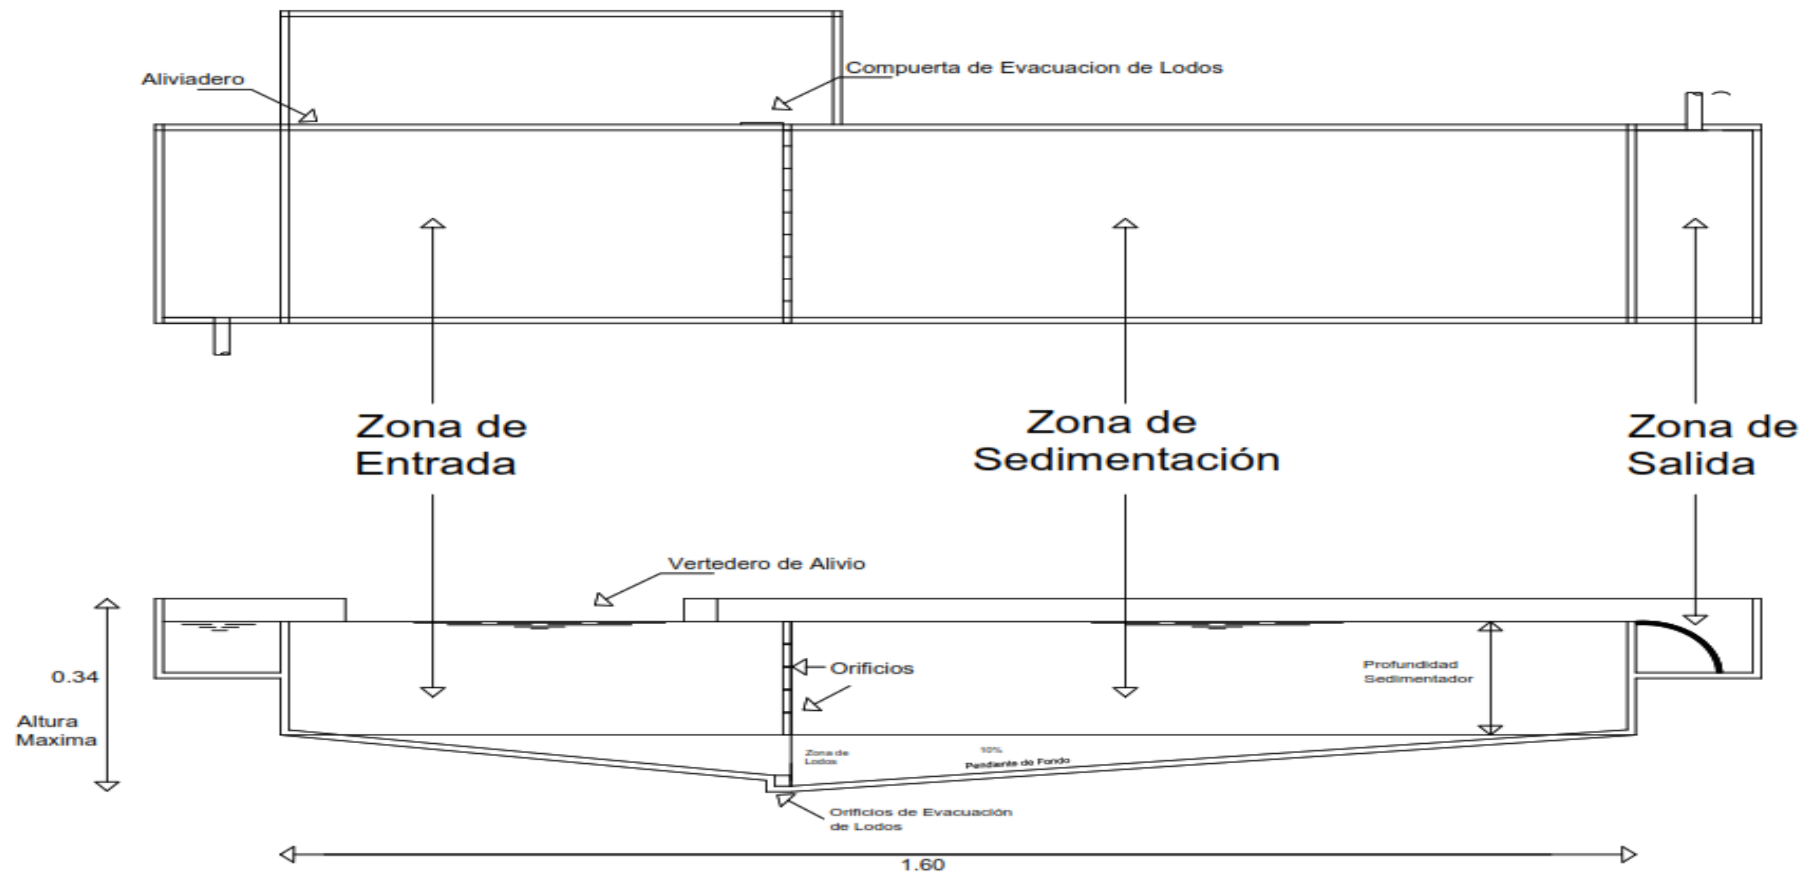 Aliviadero
Compuerta de Evacuacion de Lodos
Zona de
Entrada
Zona de
Sedimentación
Zona de
Salida
Vertedero de Alivio
0.34
Altura
Maxima
Orificios
Profundidad
Sedimentador
Zona de
Lodos
10%
Pendiente do Fondo
Orificios de Evacuación
de Lodos
1.60